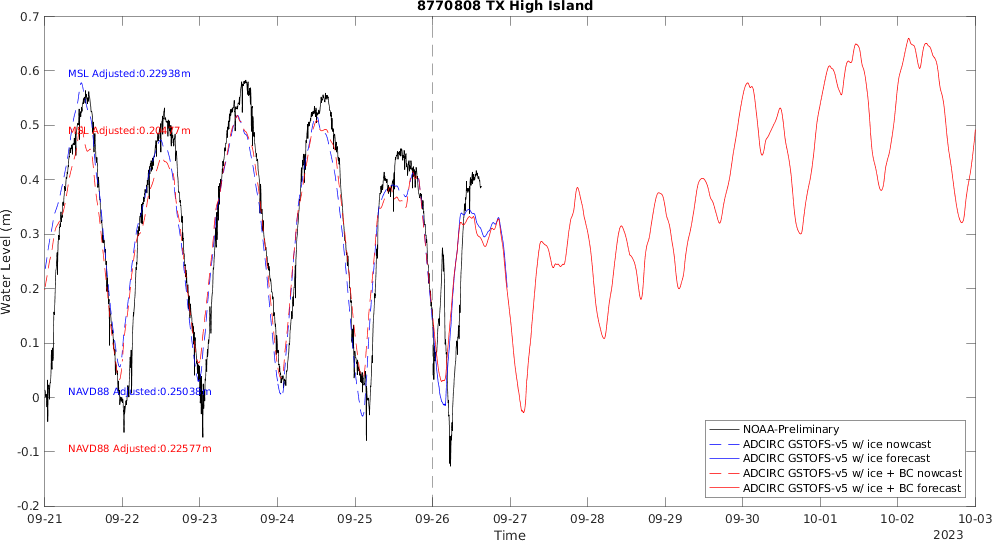 8770808 TX High Island
0.7
0.6
0.5
0.4
0.3
0.2
0.1
0
-0.1
-0.2
Water Level (m)
MSL Adjusted:0.22938m
MSL Adjusted:0.20477m
NAVD88 Adjusted:0.25038m
NAVD88 Adjusted:0.22577m
NOAA-Preliminary
ADCIRC GSTOFS-v5 w/ ice nowcast
ADCIRC GSTOFS-v5 w/ ice forecast
ADCIRC GSTOFS-v5 w/ ice + BC nowcast
ADCIRC GSTOFS-v5 w/ ice + BC forecast
09-21 09-22 09-23 09-24 09-25 09-26 09-27 09-28 09-29 09-30 10-01 10-02 10-03
Time
2023